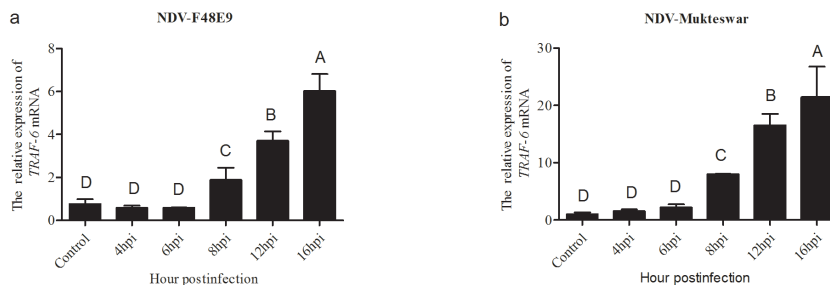 a
NDV-F48E9
The relative expression of
TRAF-6 mRNA
8
6
4
2
0
D
D
D
C
B
A
Control
4hpi
6hpi
8hpi
12hpi
16hpi
Hour postinfection
b
NDV-Mukteswar
The relative expression of
TRAF-6 mRNA
30
20
10
0
D
D
D
C
B
A
Control
4hpi
6hpi
8hpi
12hpi
16hpi
Hour postinfection